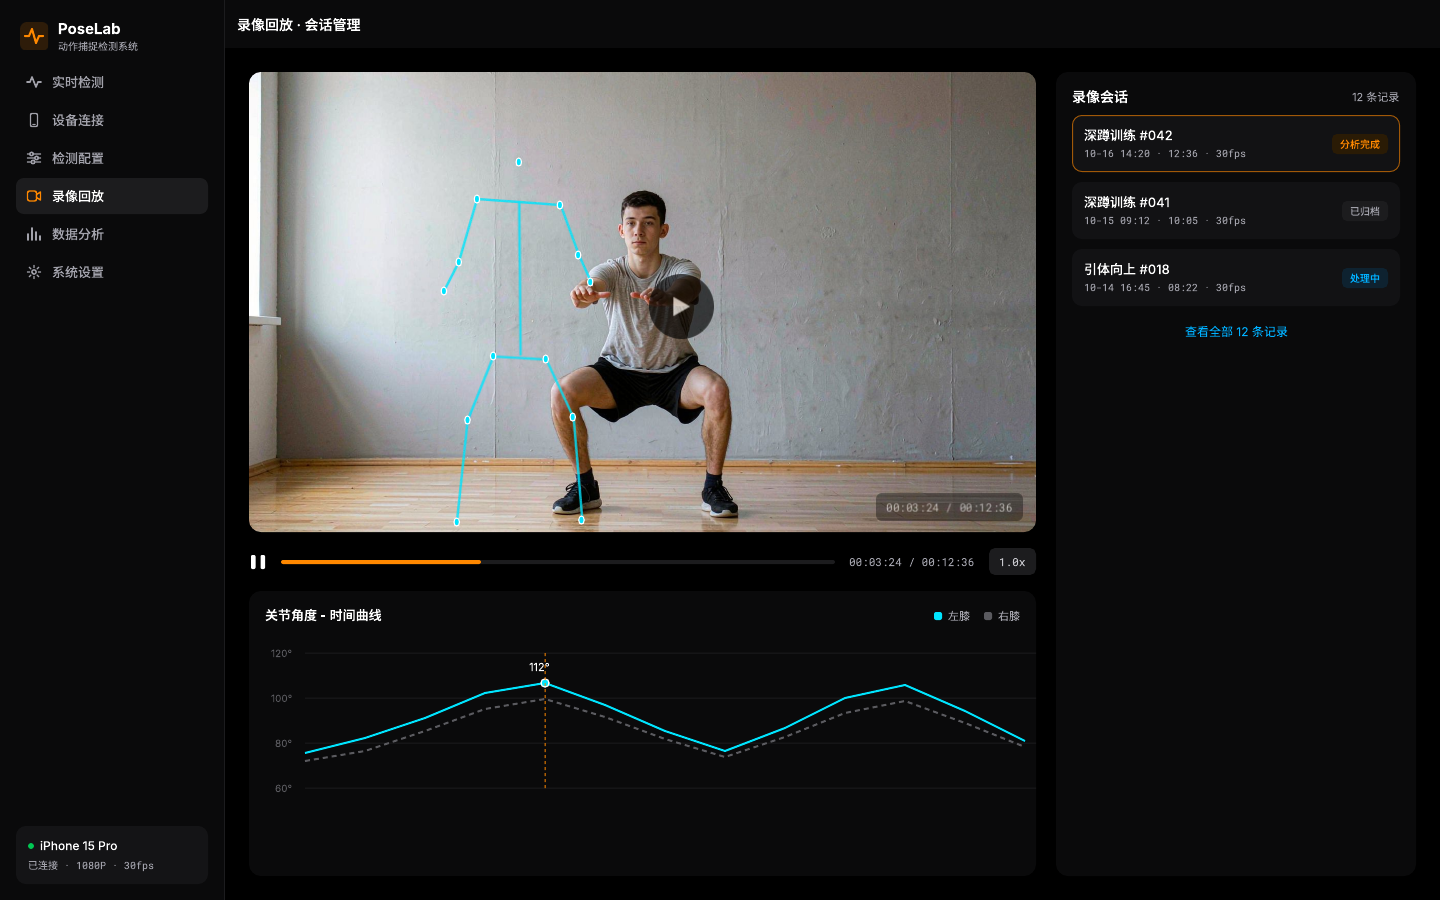 PoseLab
动作捕捉检测系统
实时检测
设备连接
检测配置
录像回放
数据分析
系统设置
iPhone 15 Pro
已连接 · 1080P · 30fps
录像回放 · 会话管理
00:03:24 / 00:12:36
00:03:24 / 00:12:36
1.0x
关节角度 - 时间曲线
左膝
右膝
120°
112°
100°
80°
60°
录像会话
12 条记录
深蹲训练 #042
10-16 14:20 · 12:36 · 30fps
分析完成
深蹲训练 #041
10-15 09:12 · 10:05 · 30fps
已归档
引体向上 #018
10-14 16:45 · 08:22 · 30fps
处理中
查看全部 12 条记录